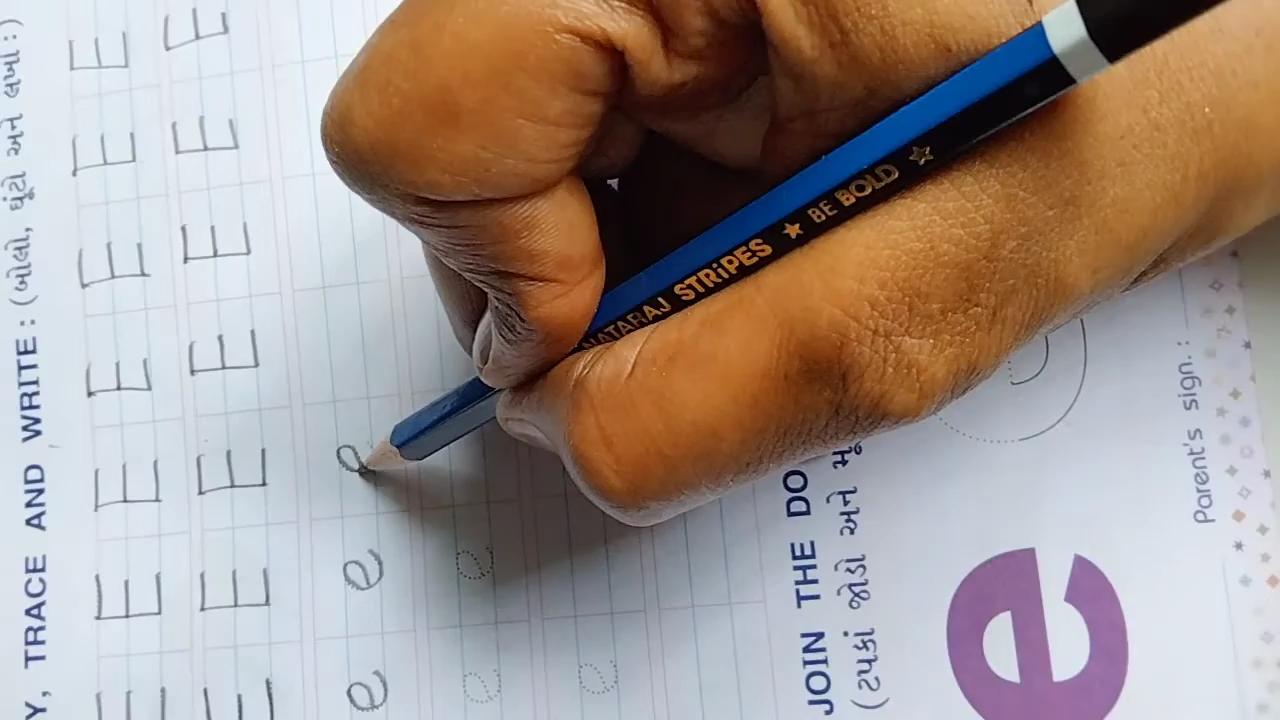 Y, TRACE AND WRITE : (બોલો, ઘૂંટો અને લખો :)
E E E E E E E
E E E E E E E
e e e
e e
e
JOIN THE DO
(ટપકાં જોડો અને
e
Parent's sign. :
NATARAJ STRiPES ★ BE BOLD ☆